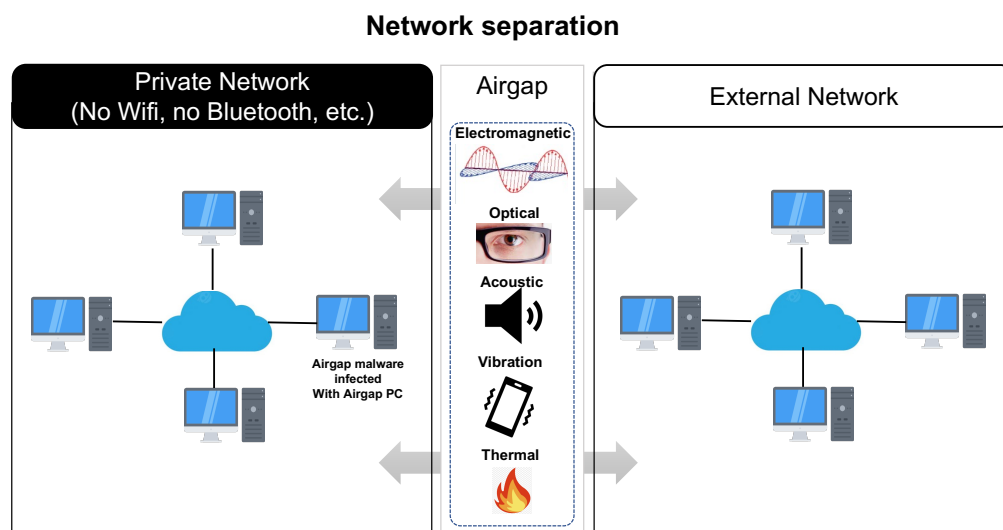 Network separation
Private Network
(No Wifi, no Bluetooth, etc.)
Airgap
External Network
Electromagnetic
Optical
Acoustic
Vibration
Thermal
Airgap malware
infected
With Airgap PC